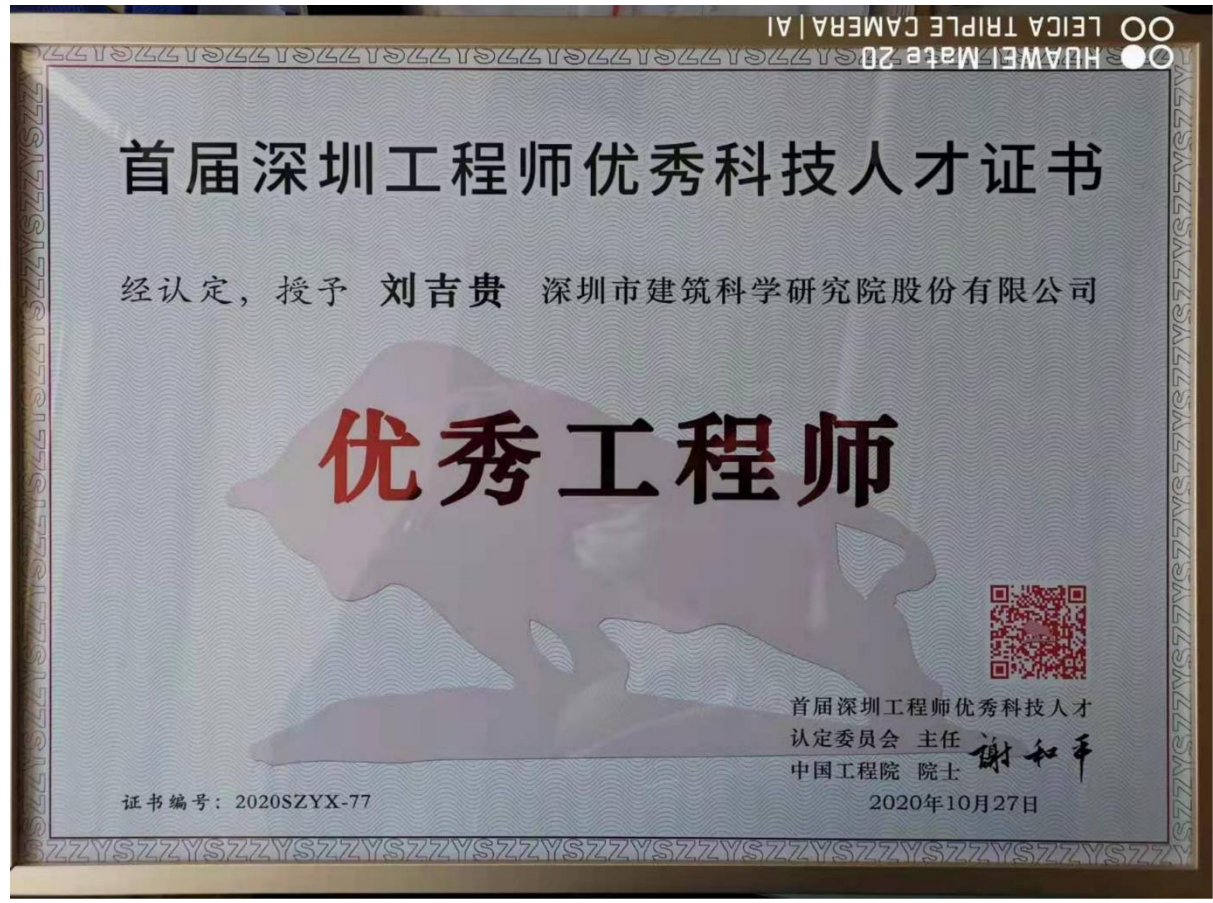 LEICA TRIPLE CAMERA | AI
HUAWEI Mate 20
首届深圳工程师优秀科技人才证书
经认定，授予 刘吉贵 深圳市建筑科学研究院股份有限公司
优秀工程师
首届深圳工程师优秀科技人才
认定委员会 主任
中国工程院 院士
謝和平
证书编号：2020SZYX-77
2020年10月27日